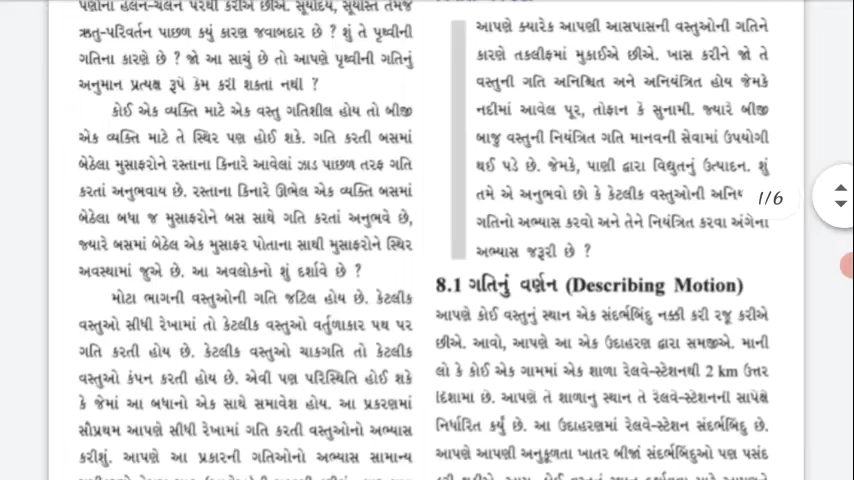 પણોના હલન-ચલન પરથી કરીએ છીએ. સૂર્યોદય, સૂર્યાસ્ત તેમજ
ઋતુ-પરિવર્તન પાછળ કયું કારણ જવાબદાર છે ? શું તે પૃથ્વીની
ગતિના કારણે છે ? જો આ સાચું છે તો આપણે પૃથ્વીની ગતિનું
અનુમાન પ્રત્યક્ષ રૂપે કેમ કરી શકતા નથી ?
કોઈ એક વ્યક્તિ માટે એક વસ્તુ ગતિશીલ હોય તો બીજી
એક વ્યક્તિ માટે તે સ્થિર પણ હોઈ શકે. ગતિ કરતી બસમાં
બેઠેલા મુસાફરોને રસ્તાના કિનારે આવેલાં ઝાડ પાછળ તરફ ગતિ
કરતાં અનુભવાય છે. રસ્તાના કિનારે ઊભેલ એક વ્યક્તિ બસમાં
બેઠેલા બધા જ મુસાફરોને બસ સાથે ગતિ કરતાં અનુભવે છે,
જ્યારે બસમાં બેઠેલ એક મુસાફર પોતાના સાથી મુસાફરોને સ્થિર
અવસ્થામાં જુએ છે. આ અવલોકનો શું દર્શાવે છે ?
મોટા ભાગની વસ્તુઓની ગતિ જટિલ હોય છે. કેટલીક
વસ્તુઓ સીધી રેખામાં તો કેટલીક વસ્તુઓ વર્તુળાકાર પથ પર
ગતિ કરતી હોય છે. કેટલીક વસ્તુઓ ચાકગતિ તો કેટલીક
વસ્તુઓ કંપન કરતી હોય છે. એવી પણ પરિસ્થિતિ હોઈ શકે
કે જેમાં આ બધાનો એક સાથે સમાવેશ હોય. આ પ્રકરણમાં
સૌપ્રથમ આપણે સીધી રેખામાં ગતિ કરતી વસ્તુઓનો અભ્યાસ
કરીશું. આપણે આ પ્રકારની ગતિઓનો અભ્યાસ સામાન્ય
આપણે ક્યારેક આપણી આસપાસની વસ્તુઓની ગતિને
કારણે તકલીફમાં મુકાઈએ છીએ. ખાસ કરીને જો તે
વસ્તુની ગતિ અનિશ્ચિત અને અનિયંત્રિત હોય જેમકે
નદીમાં આવેલ પૂર, તોફાન કે સુનામી. જ્યારે બીજી
બાજુ વસ્તુની નિયંત્રિત ગતિ માનવની સેવામાં ઉપયોગી
થઈ પડે છે. જેમકે, પાણી દ્વારા વિદ્યુતનું ઉત્પાદન. શું
તમે એ અનુભવો છો કે કેટલીક વસ્તુઓની અનિય
1/6
ગતિનો અભ્યાસ કરવો અને તેને નિયંત્રિત કરવા અંગેના
અભ્યાસ જરૂરી છે ?
8.1 ગતિનું વર્ણન (Describing Motion)
આપણે કોઈ વસ્તુનું સ્થાન એક સંદર્ભબિંદુ નક્કી કરી રજૂ કરીએ
છીએ. આવો, આપણે આ એક ઉદાહરણ દ્વારા સમજીએ. માની
લો કે કોઈ એક ગામમાં એક શાળા રેલવે-સ્ટેશનથી 2 km ઉત્તર
દિશામાં છે. આપણે તે શાળાનુ સ્થાન તે રેલવે-સ્ટેશનની સાપેક્ષે
નિર્ધારિત કર્યું છે. આ ઉદાહરણમાં રેલવે-સ્ટેશન સંદર્ભબિંદુ છે.
આપણે આપણી અનુકૂળતા ખાતર બીજાં સંદર્ભબિંદુઓ પણ પસંદ